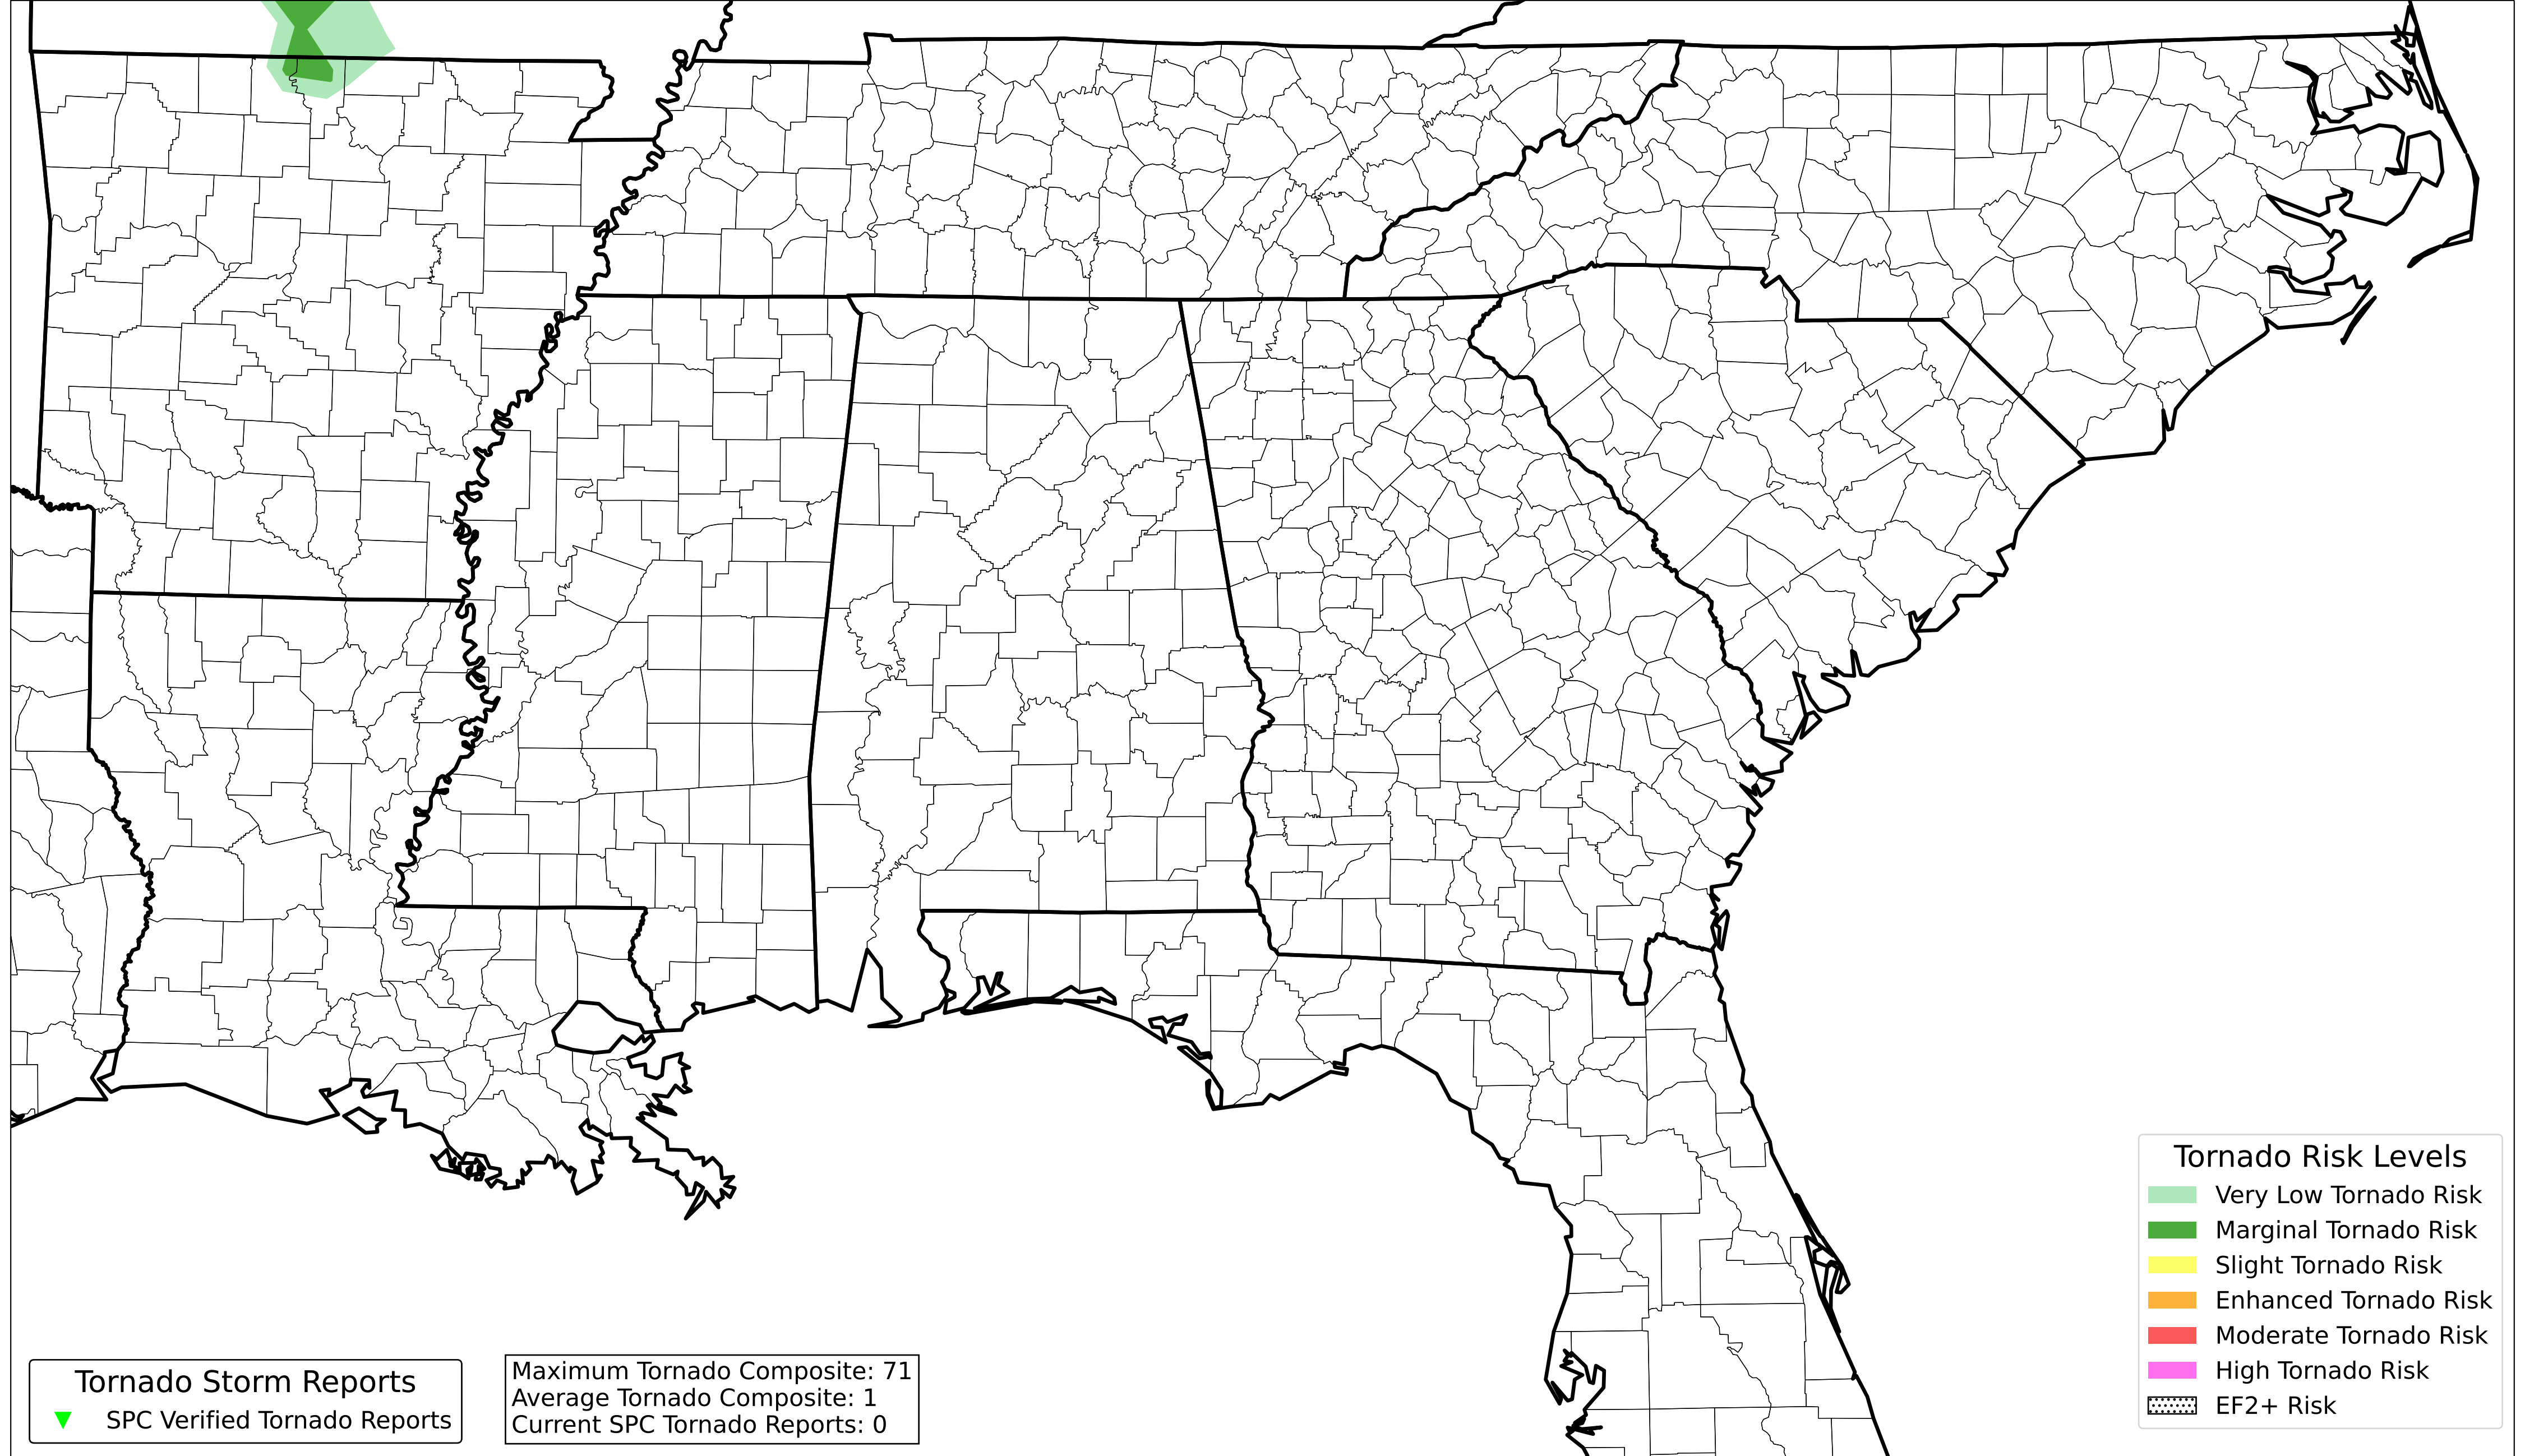 Tornado Risk Levels
Very Low Tornado Risk
Marginal Tornado Risk
Slight Tornado Risk
Enhanced Tornado Risk
Moderate Tornado Risk
High Tornado Risk
EF2+ Risk
Tornado Storm Reports
SPC Verified Tornado Reports
Maximum Tornado Composite: 71
Average Tornado Composite: 1
Current SPC Tornado Reports: 0